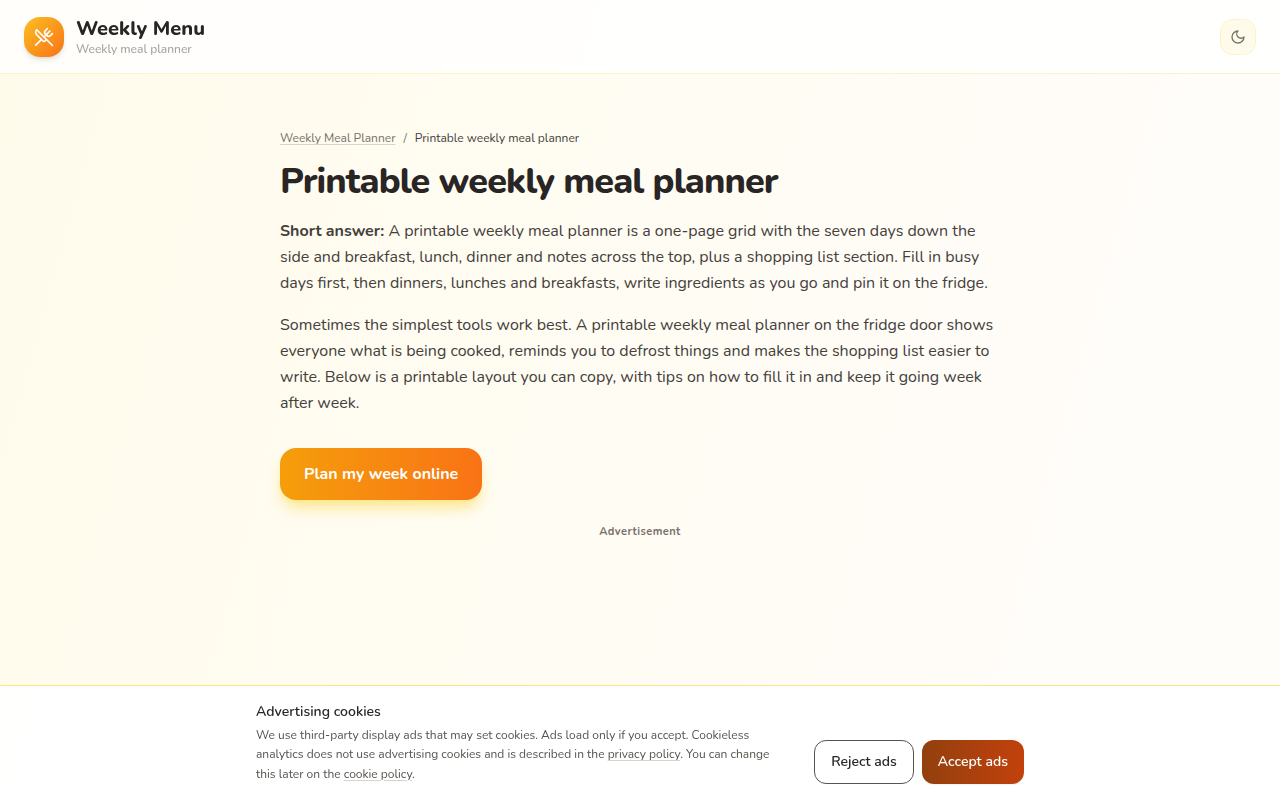 Weekly Menu
Weekly meal planner
Weekly Meal Planner / Printable weekly meal planner
Printable weekly meal planner
Short answer: A printable weekly meal planner is a one-page grid with the seven days down the
side and breakfast, lunch, dinner and notes across the top, plus a shopping list section. Fill in busy
days first, then dinners, lunches and breakfasts, write ingredients as you go and pin it on the fridge.
Sometimes the simplest tools work best. A printable weekly meal planner on the fridge door shows
everyone what is being cooked, reminds you to defrost things and makes the shopping list easier to
write. Below is a printable layout you can copy, with tips on how to fill it in and keep it going week
after week.
Plan my week online
Advertisement
Advertising cookies
We use third-party display ads that may set cookies. Ads load only if you accept. Cookieless
analytics does not use advertising cookies and is described in the privacy policy. You can change
this later on the cookie policy.
Reject ads
Accept ads